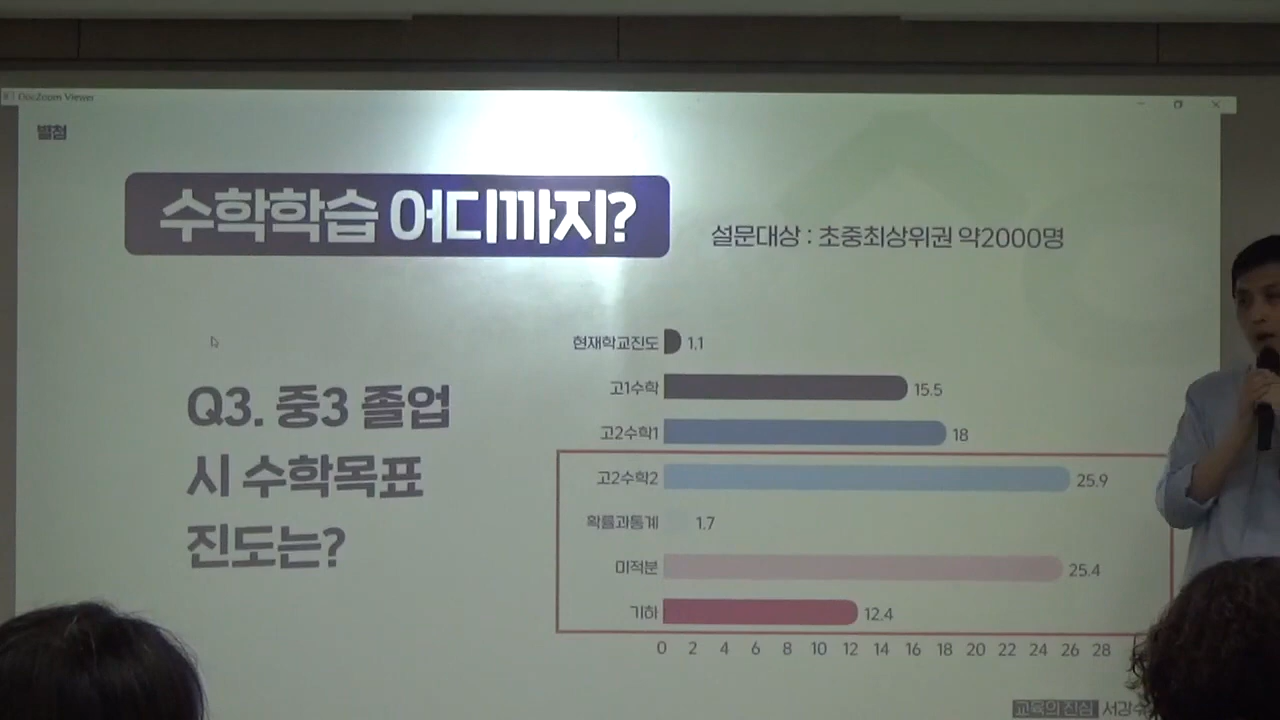 DocZoom Viewer
별첨
수학학습 어디까지?
설문대상 : 초중최상위권 약2000명
Q3. 중3 졸업
시 수학목표
진도는?
현재학교진도 1.1
고1수학 15.5
고2수학1 18
고2수학2 25.9
확률과통계 1.7
미적분 25.4
기하 12.4
0 2 4 6 8 10 12 14 16 18 20 22 24 26 28
교육의 진심